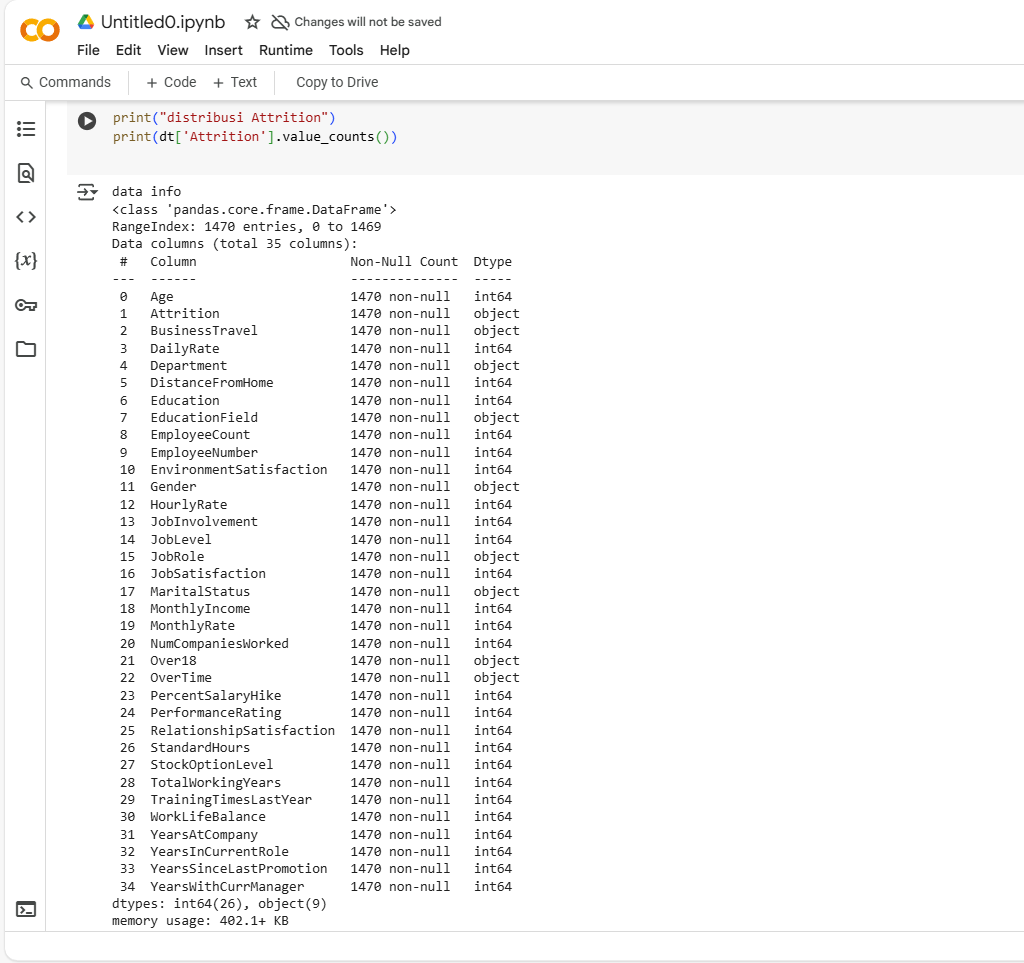 Untitled0.ipynb Changes will not be saved
File Edit View Insert Runtime Tools Help
Commands + Code + Text Copy to Drive
print("distribusi Attrition")
print(dt['Attrition'].value_counts())
data info
<class 'pandas.core.frame.DataFrame'>
RangeIndex: 1470 entries, 0 to 1469
Data columns (total 35 columns):
 #   Column                    Non-Null Count  Dtype
---  ------                    --------------  -----
 0   Age                       1470 non-null   int64
 1   Attrition                 1470 non-null   object
 2   BusinessTravel            1470 non-null   object
 3   DailyRate                 1470 non-null   int64
 4   Department                1470 non-null   object
 5   DistanceFromHome          1470 non-null   int64
 6   Education                 1470 non-null   int64
 7   EducationField            1470 non-null   object
 8   EmployeeCount             1470 non-null   int64
 9   EmployeeNumber            1470 non-null   int64
 10  EnvironmentSatisfaction   1470 non-null   int64
 11  Gender                    1470 non-null   object
 12  HourlyRate                1470 non-null   int64
 13  JobInvolvement            1470 non-null   int64
 14  JobLevel                  1470 non-null   int64
 15  JobRole                   1470 non-null   object
 16  JobSatisfaction           1470 non-null   int64
 17  MaritalStatus             1470 non-null   object
 18  MonthlyIncome             1470 non-null   int64
 19  MonthlyRate               1470 non-null   int64
 20  NumCompaniesWorked        1470 non-null   int64
 21  Over18                    1470 non-null   object
 22  OverTime                  1470 non-null   object
 23  PercentSalaryHike         1470 non-null   int64
 24  PerformanceRating         1470 non-null   int64
 25  RelationshipSatisfaction  1470 non-null   int64
 26  StandardHours             1470 non-null   int64
 27  StockOptionLevel          1470 non-null   int64
 28  TotalWorkingYears         1470 non-null   int64
 29  TrainingTimesLastYear     1470 non-null   int64
 30  WorkLifeBalance           1470 non-null   int64
 31  YearsAtCompany            1470 non-null   int64
 32  YearsInCurrentRole        1470 non-null   int64
 33  YearsSinceLastPromotion   1470 non-null   int64
 34  YearsWithCurrManager      1470 non-null   int64
dtypes: int64(26), object(9)
memory usage: 402.1+ KB